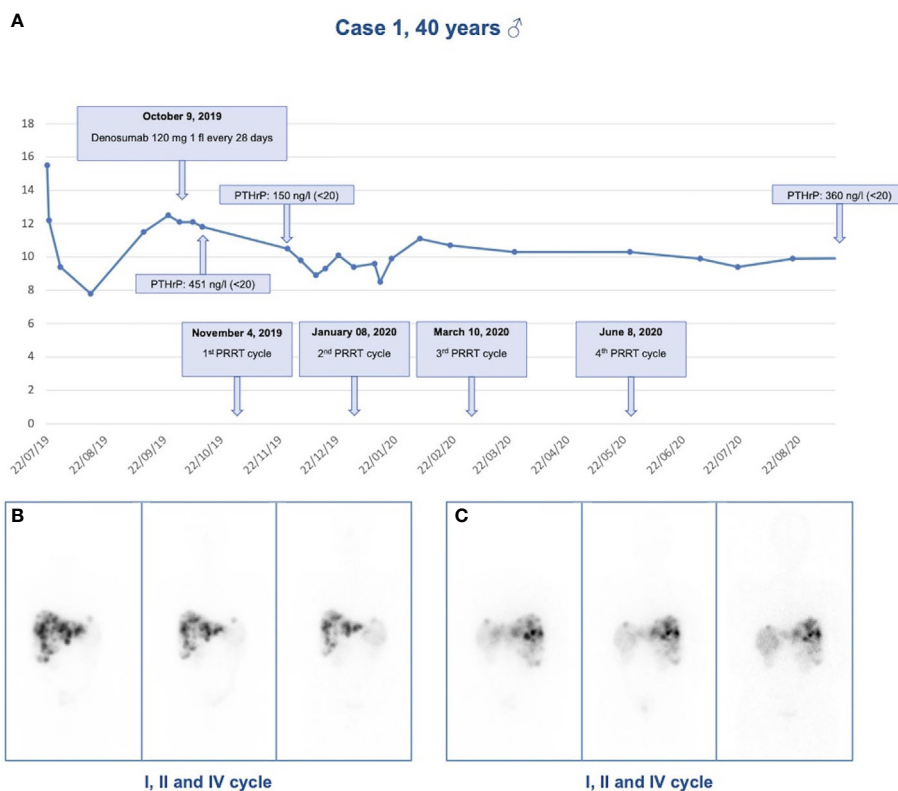 A
Case 1, 40 years ♂
18
16
14
12
10
8
6
4
2
0
October 9, 2019
Denosumab 120 mg 1 fl every 28 days
PTHrP: 150 ng/l (<20)
PTHrP: 360 ng/l (<20)
PTHrP: 451 ng/l (<20)
November 4, 2019
1st PRRT cycle
January 08, 2020
2nd PRRT cycle
March 10, 2020
3rd PRRT cycle
June 8, 2020
4th PRRT cycle
22/07/19
22/08/19
22/09/19
22/10/19
22/11/19
22/12/19
22/01/20
22/02/20
22/03/20
22/04/20
22/05/20
22/06/20
22/07/20
22/08/20
B
C
I, II and IV cycle
I, II and IV cycle